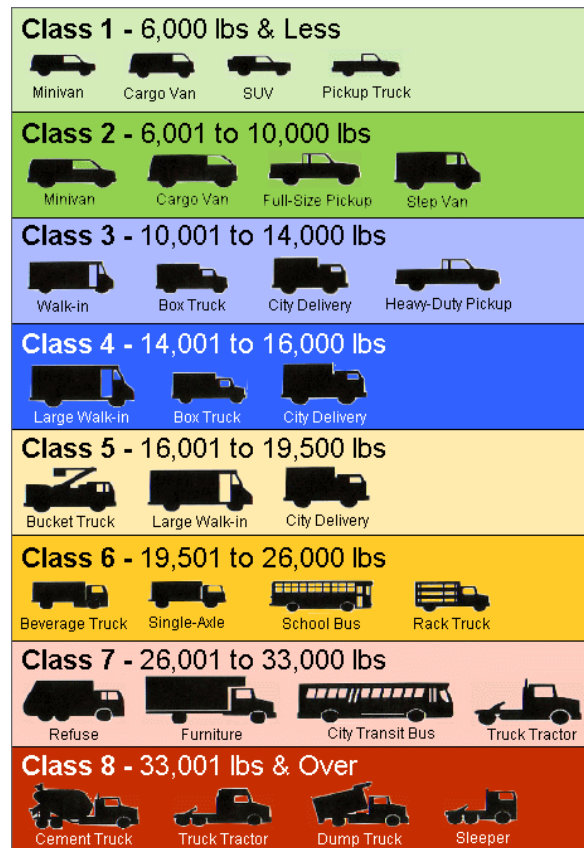 Class 1 - 6,000 lbs & Less
Minivan Cargo Van SUV Pickup Truck
Class 2 - 6,001 to 10,000 lbs
Minivan Cargo Van Full-Size Pickup Step Van
Class 3 - 10,001 to 14,000 lbs
Walk-in Box Truck City Delivery Heavy-Duty Pickup
Class 4 - 14,001 to 16,000 lbs
Large Walk-in Box Truck City Delivery
Class 5 - 16,001 to 19,500 lbs
Bucket Truck Large Walk-in City Delivery
Class 6 - 19,501 to 26,000 lbs
Beverage Truck Single-Axle School Bus Rack Truck
Class 7 - 26,001 to 33,000 lbs
Refuse Furniture City Transit Bus Truck Tractor
Class 8 - 33,001 lbs & Over
Cement Truck Truck Tractor Dump Truck Sleeper